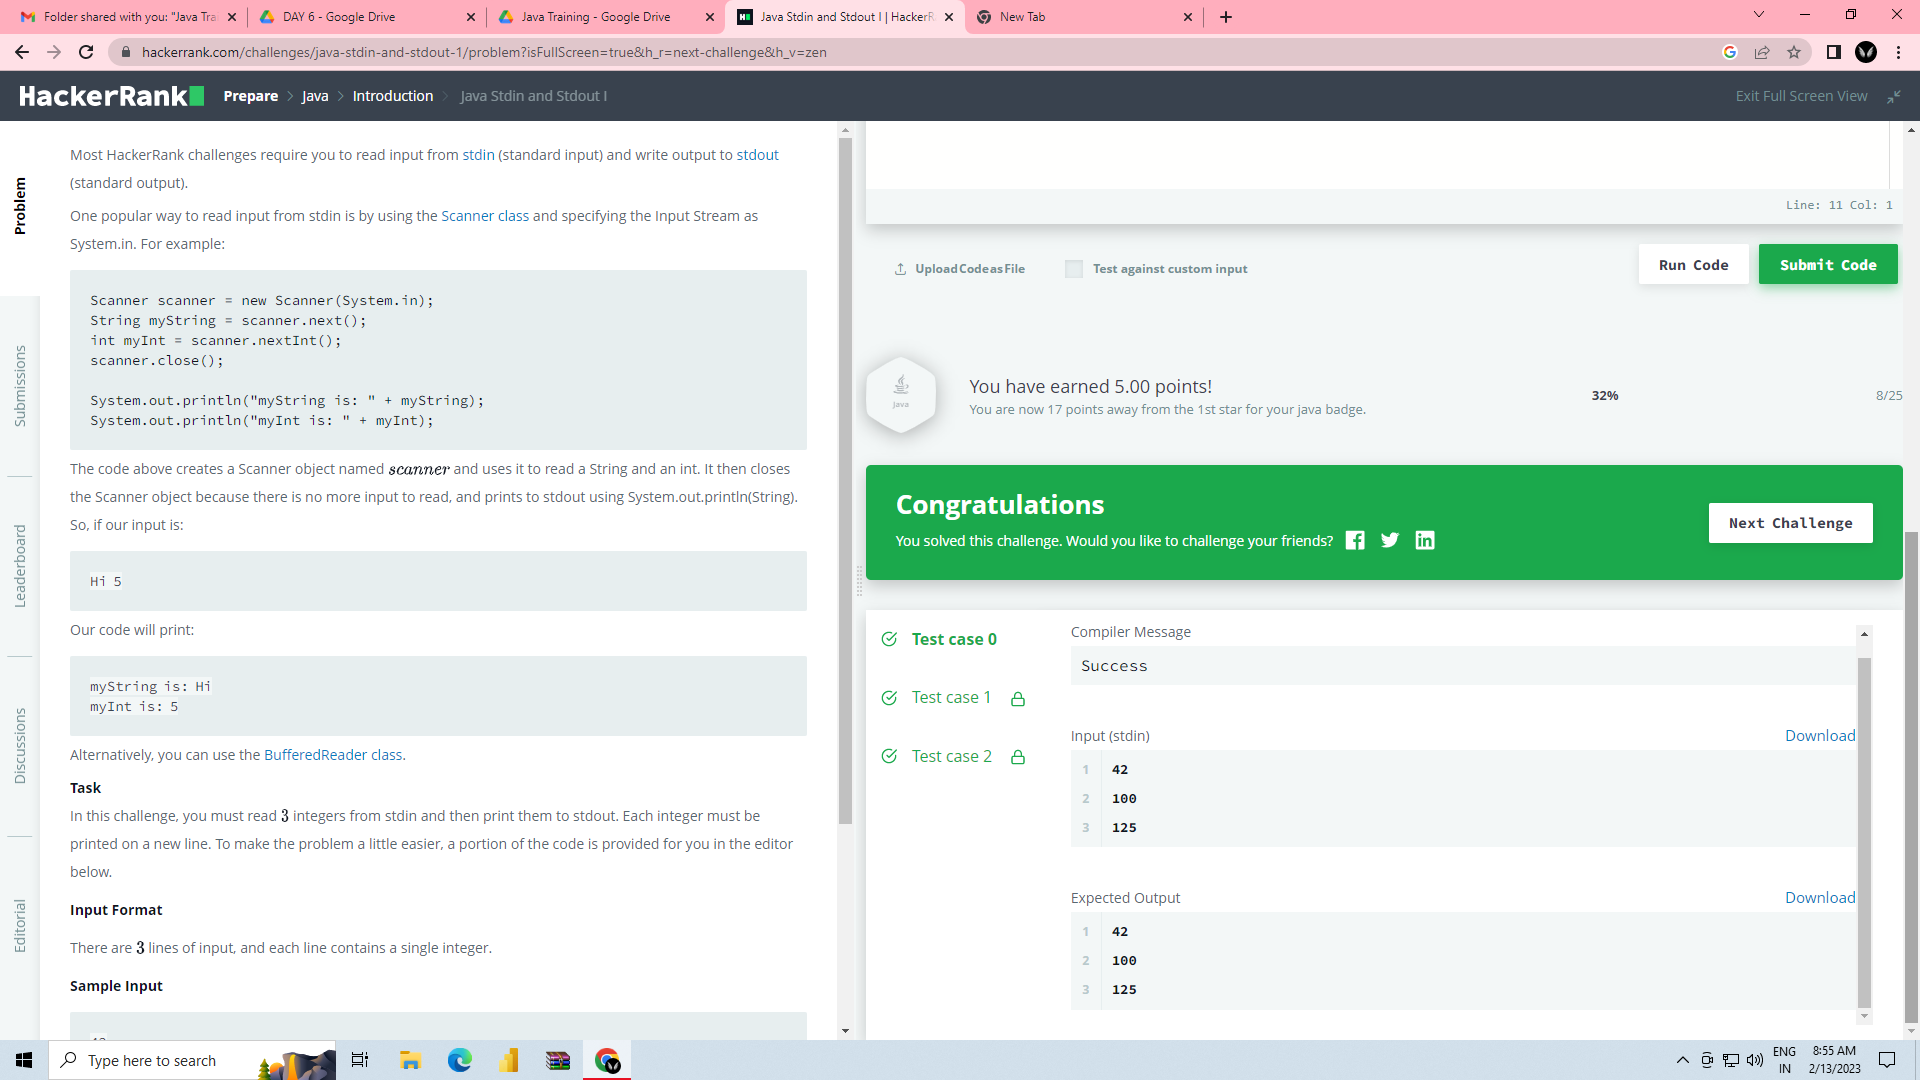 Folder shared with you: "Java Tra
DAY 6 - Google Drive
Java Training - Google Drive
Java Stdin and Stdout I | HackerR
New Tab
hackerrank.com/challenges/java-stdin-and-stdout-1/problem?isFullScreen=true&h_r=next-challenge&h_v=zen
HackerRank
Prepare > Java > Introduction > Java Stdin and Stdout I
Exit Full Screen View
Problem
Submissions
Leaderboard
Discussions
Editorial
Most HackerRank challenges require you to read input from stdin (standard input) and write output to stdout
(standard output).
One popular way to read input from stdin is by using the Scanner class and specifying the Input Stream as
System.in. For example:
Scanner scanner = new Scanner(System.in);
String myString = scanner.next();
int myInt = scanner.nextInt();
scanner.close();
System.out.println("myString is: " + myString);
System.out.println("myInt is: " + myInt);
The code above creates a Scanner object named scanner and uses it to read a String and an int. It then closes
the Scanner object because there is no more input to read, and prints to stdout using System.out.println(String).
So, if our input is:
Hi 5
Our code will print:
myString is: Hi
myInt is: 5
Alternatively, you can use the BufferedReader class.
Task
In this challenge, you must read 3 integers from stdin and then print them to stdout. Each integer must be
printed on a new line. To make the problem a little easier, a portion of the code is provided for you in the editor
below.
Input Format
There are 3 lines of input, and each line contains a single integer.
Sample Input
Line: 11 Col: 1
Upload Code as File
Test against custom input
Run Code
Submit Code
Java
You have earned 5.00 points!
You are now 17 points away from the 1st star for your java badge.
32%
8/25
Congratulations
You solved this challenge. Would you like to challenge your friends?
Next Challenge
Test case 0
Test case 1
Test case 2
Compiler Message
Success
Input (stdin)
Download
1 42
2 100
3 125
Expected Output
Download
1 42
2 100
3 125
Type here to search
ENG
IN
8:55 AM
2/13/2023